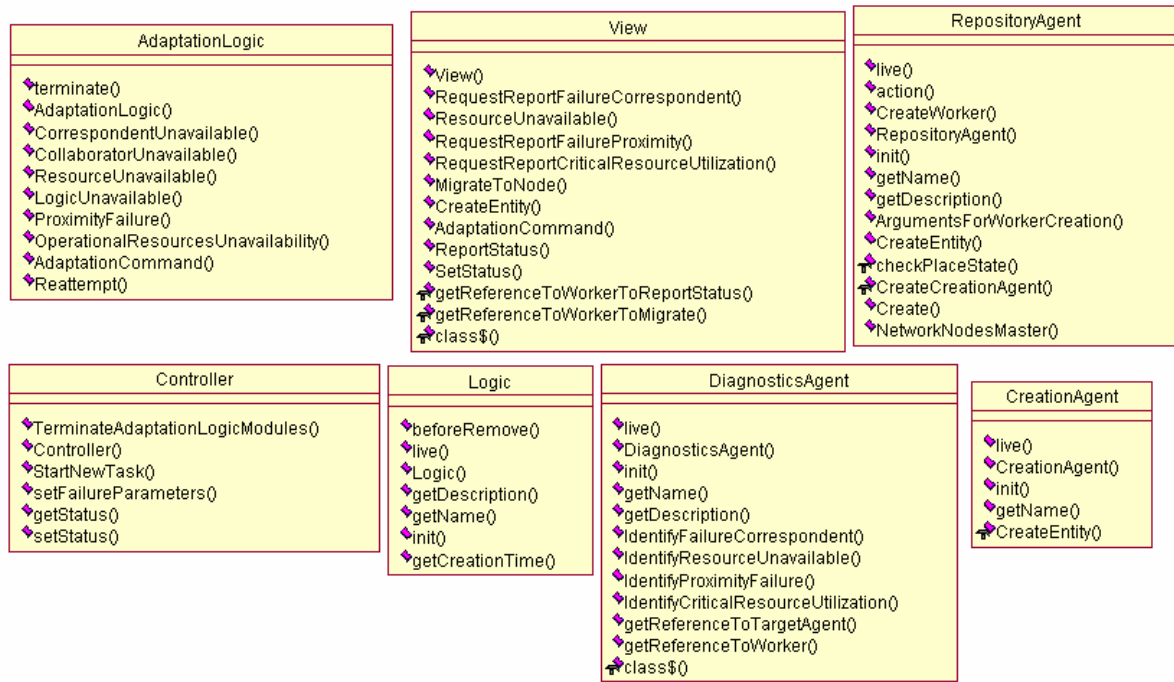 AdaptationLogic
terminate()
AdaptationLogic()
CorrespondentUnavailable()
CollaboratorUnavailable()
ResourceUnavailable()
LogicUnavailable()
ProximityFailure()
OperationalResourcesUnavailability()
AdaptationCommand()
Reattempt()
View
View()
RequestReportFailureCorrespondent()
ResourceUnavailable()
RequestReportFailureProximity()
RequestReportCriticalResourceUtilization()
MigrateToNode()
CreateEntity()
AdaptationCommand()
ReportStatus()
SetStatus()
getReferenceToWorkerToReportStatus()
getReferenceToWorkerToMigrate()
class$()
RepositoryAgent
live()
action()
CreateWorker()
RepositoryAgent()
init()
getName()
getDescription()
ArgumentsForWorkerCreation()
CreateEntity()
checkPlaceState()
CreateCreationAgent()
Create()
NetworkNodesMaster()
Controller
TerminateAdaptationLogicModules()
Controller()
StartNewTask()
setFailureParameters()
getStatus()
setStatus()
Logic
beforeRemove()
live()
Logic()
getDescription()
getName()
init()
getCreationTime()
DiagnosticsAgent
live()
DiagnosticsAgent()
init()
getName()
getDescription()
IdentifyFailureCorrespondent()
IdentifyResourceUnavailable()
IdentifyProximityFailure()
IdentifyCriticalResourceUtilization()
getReferenceToTargetAgent()
getReferenceToWorker()
class$()
CreationAgent
live()
CreationAgent()
init()
getName()
CreateEntity()